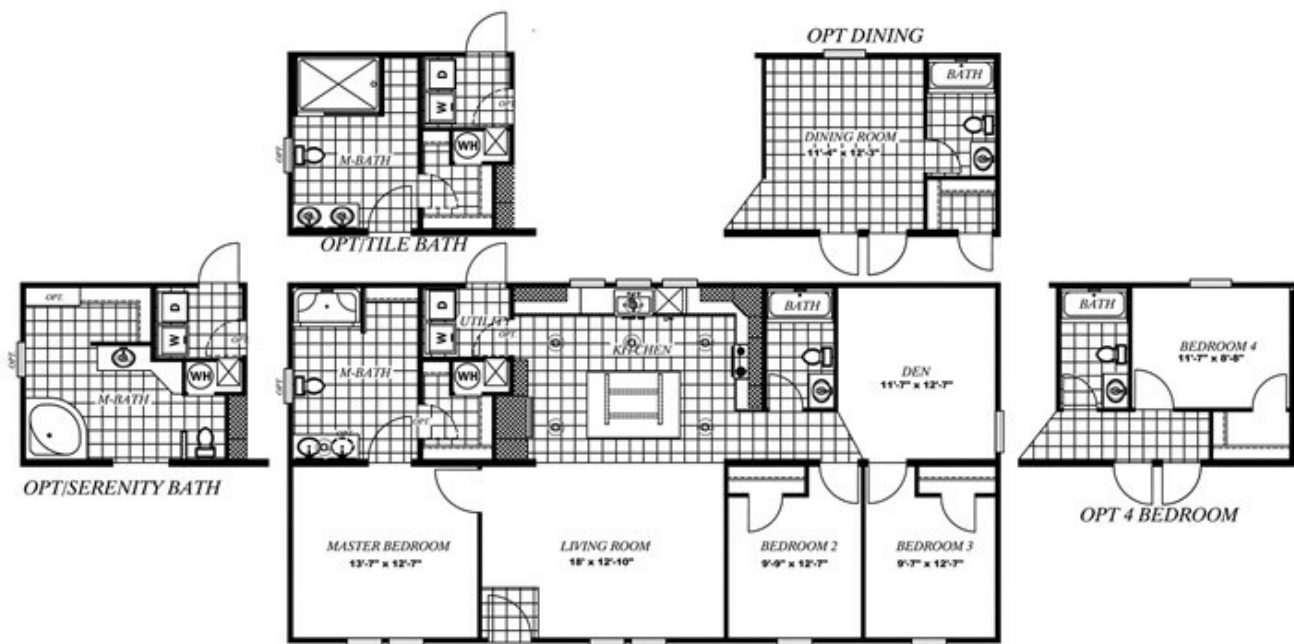 OPT DINING
D
W
OPT.
WH
M-BATH
OPT
OPT/TILE BATH
BATH
DINING ROOM
11'-4" x 12'-3"
OPT.
D
W
OPT.
WH
OPT
M-BATH
OPT/SERENITY BATH
D
W
UTILITY
OPT.
WH
M-BATH
OPT
OPT.
KITCHEN
BATH
DEN
11'-7" x 12'-7"
MASTER BEDROOM
13'-7" x 12'-7"
LIVING ROOM
18' x 12'-10"
BEDROOM 2
9'-9" x 12'-7"
BEDROOM 3
9'-7" x 12'-7"
BATH
BEDROOM 4
11'-7" x 8'-8"
OPT 4 BEDROOM